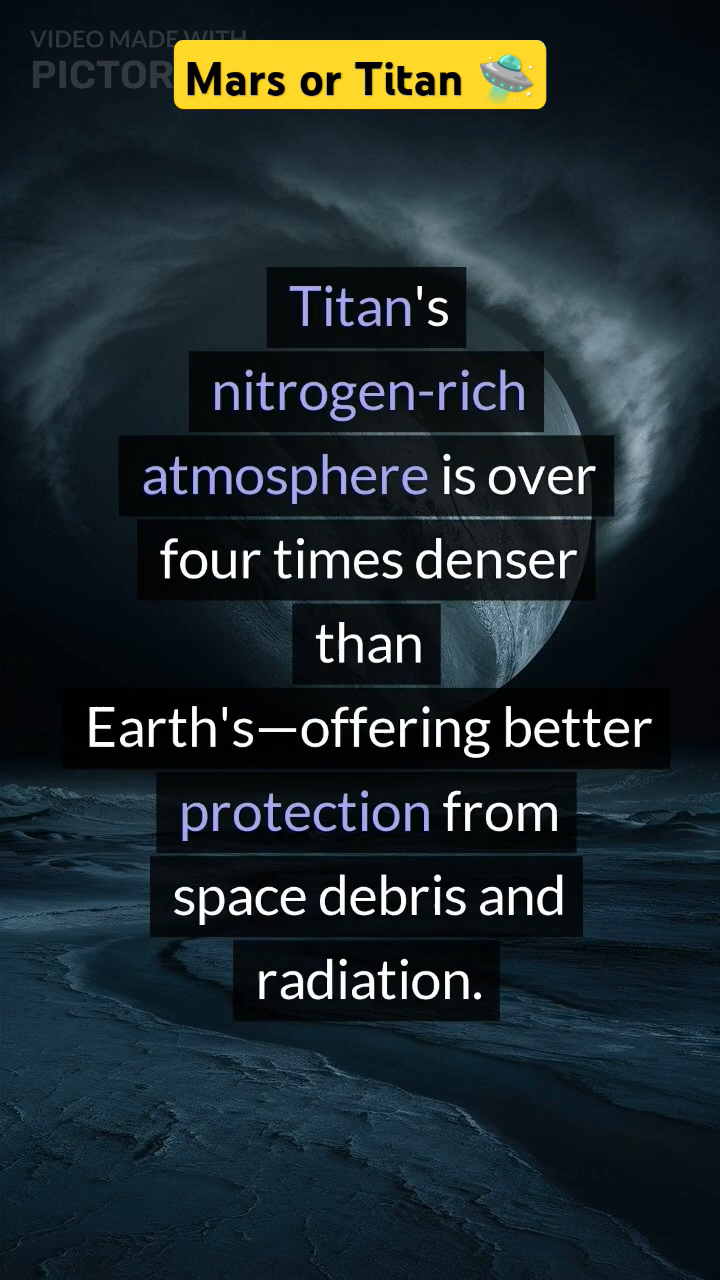 VIDEO MADE WITH
PICTOR
Mars or Titan 🛸
Titan's
nitrogen-rich
atmosphere is over
four times denser
than
Earth's—offering better
protection from
space debris and
radiation.